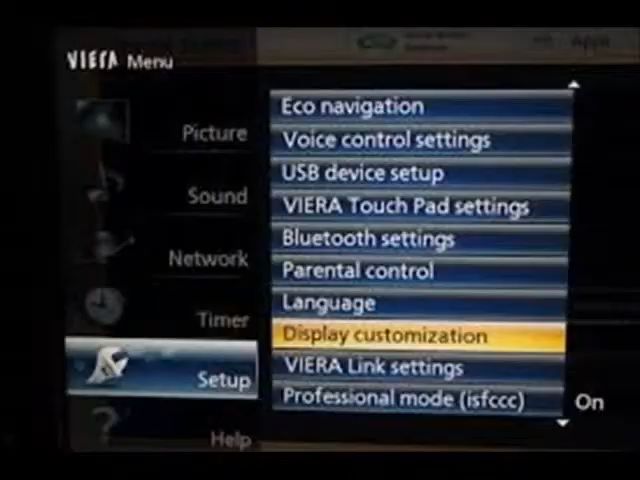 VIERA Menu
Picture
Sound
Network
Timer
Setup
Help
Eco navigation
Voice control settings
USB device setup
VIERA Touch Pad settings
Bluetooth settings
Parental control
Language
Display customization
VIERA Link settings
Professional mode (isfccc) On